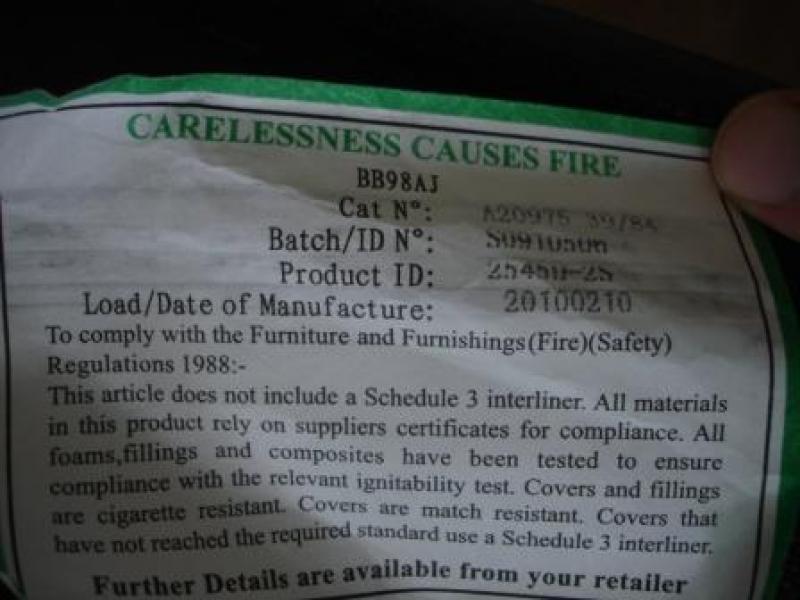 CARELESSNESS CAUSES FIRE
BB98AJ
Cat Nº: A20975 39/84
Batch/ID Nº:
Product ID: 25450-2S
Load/Date of Manufacture: 20100210
To comply with the Furniture and Furnishings(Fire)(Safety)
Regulations 1988:-
This article does not include a Schedule 3 interliner. All materials
in this product rely on suppliers certificates for compliance. All
foams,fillings and composites have been tested to ensure
compliance with the relevant ignitability test. Covers and fillings
are cigarette resistant. Covers are match resistant. Covers that
have not reached the required standard use a Schedule 3 interliner.
Further Details are available from your retailer